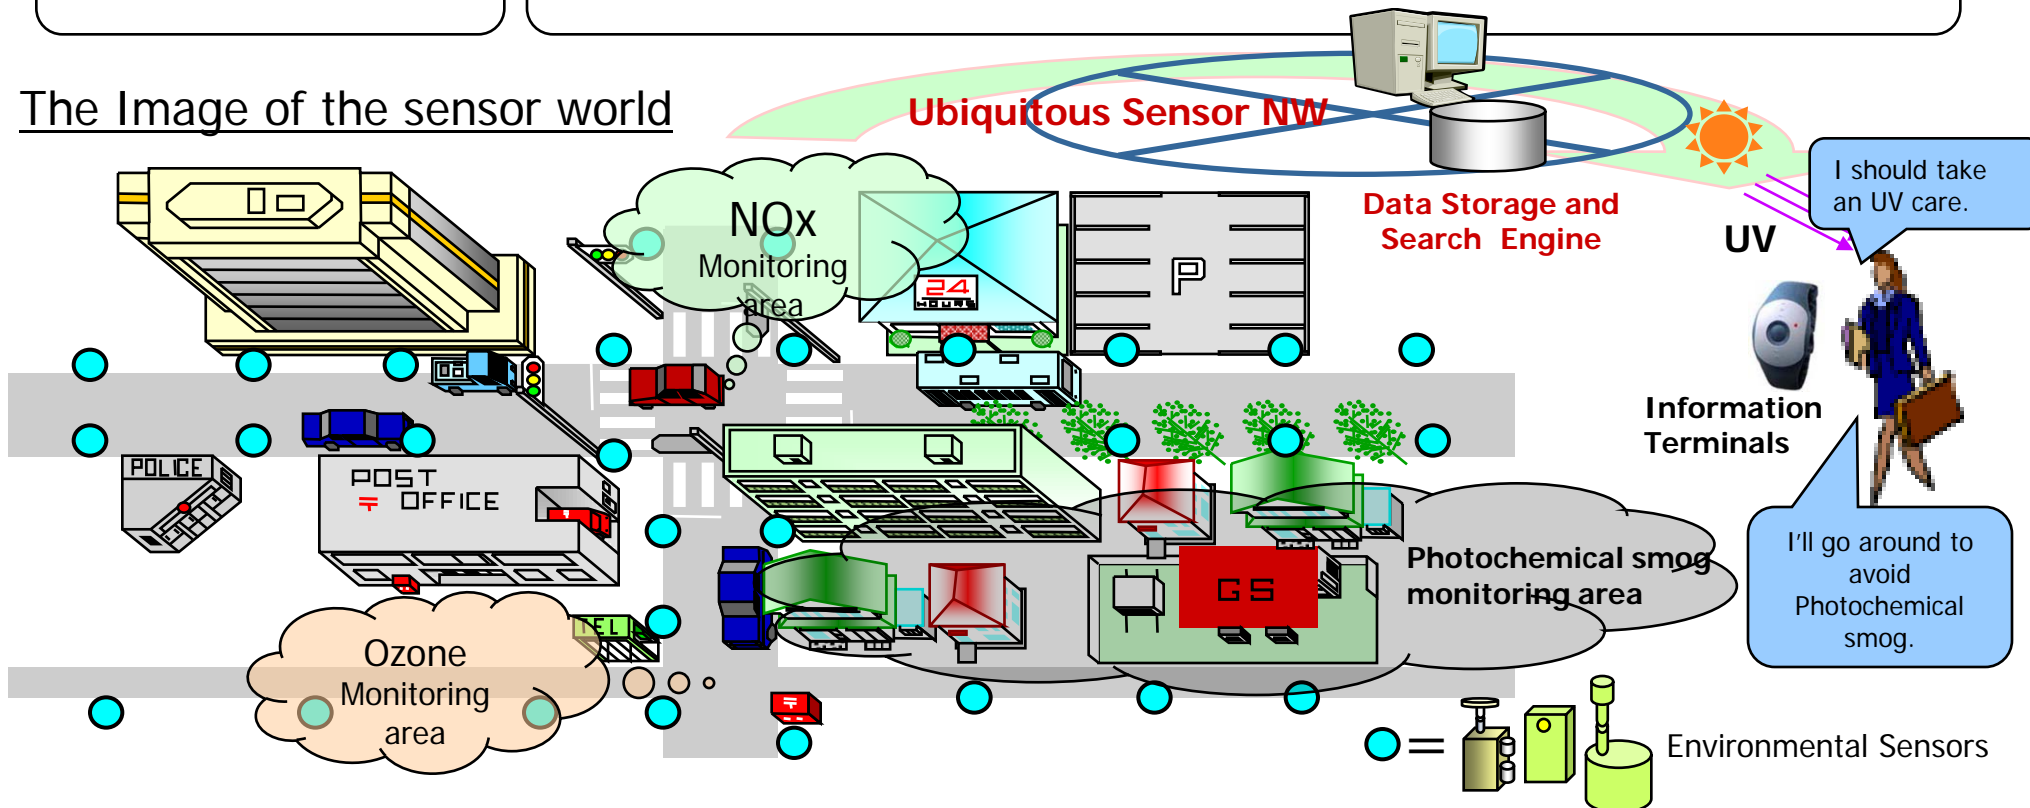 The Image of the sensor world
Ubiquitous Sensor NW
Data Storage and
Search Engine
I should take
an UV care.
UV
NOx
Monitoring
area
24
HOURS
P
Information
Terminals
POLICE
POST
〒 OFFICE
TEL
GS
Photochemical smog
monitoring area
I'll go around to
avoid
Photochemical
smog.
Ozone
Monitoring
area
〒
= Environmental Sensors